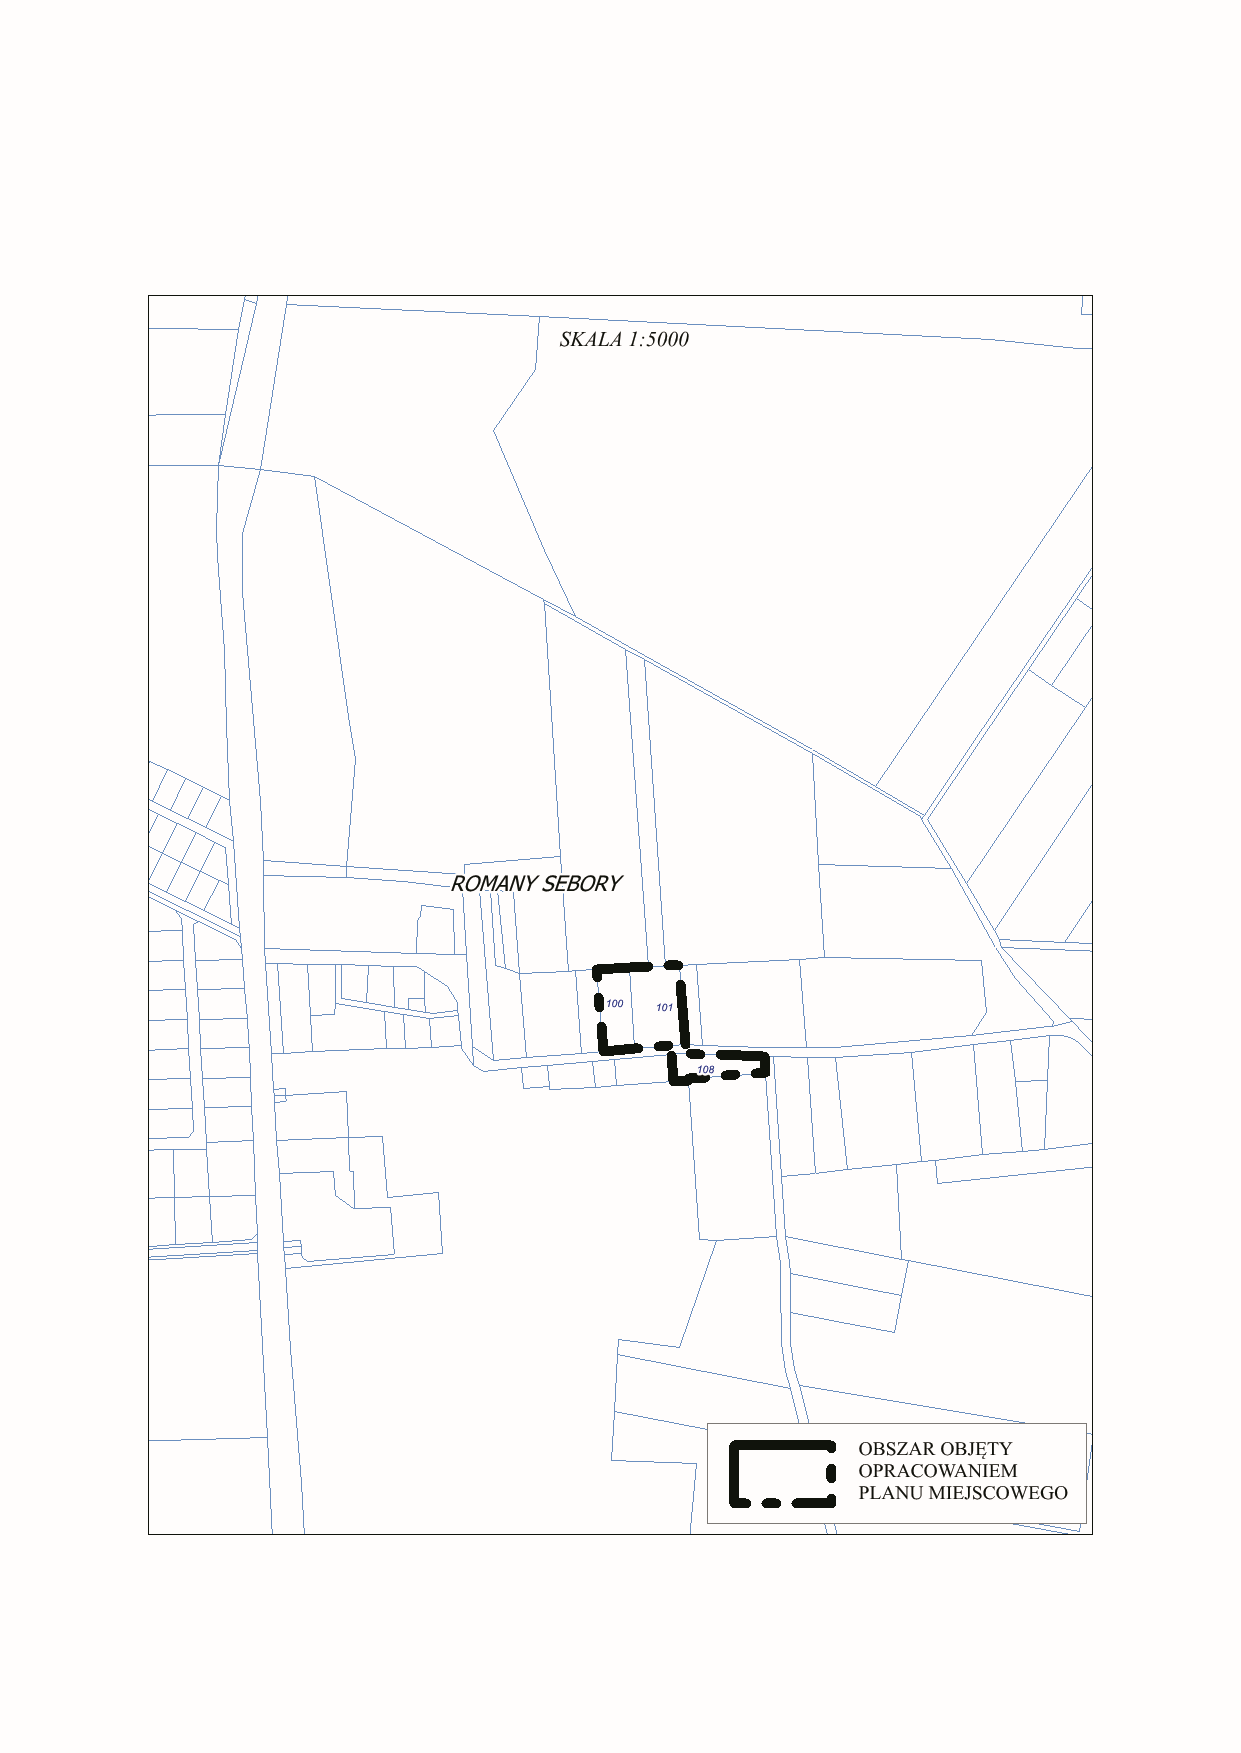 SKALA 1:5000
ROMANY SEBORY
100
101
108
OBSZAR OBJĘTY
OPRACOWANIEM
PLANU MIEJSCOWEGO